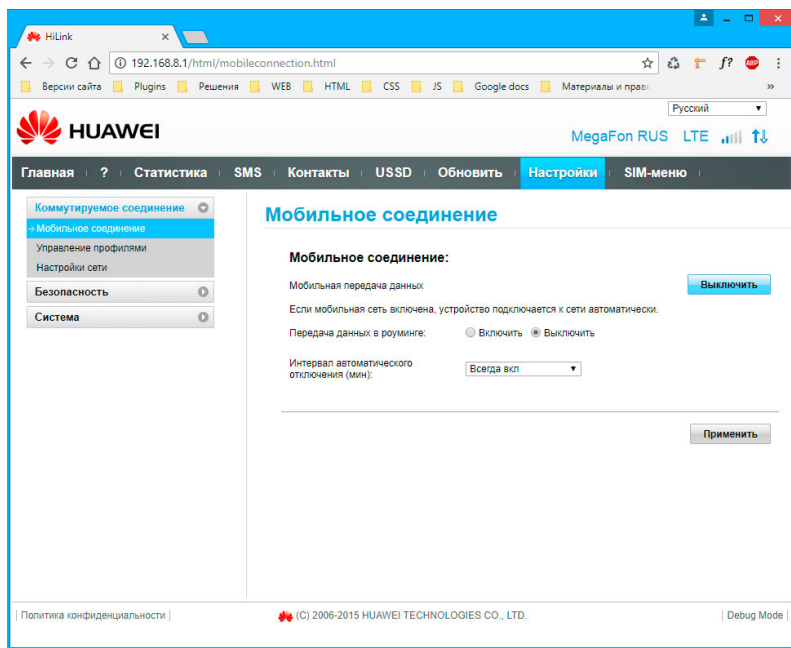 HiLink
192.168.8.1/html/mobileconnection.html
f?
ABP
Версии сайта Plugins Решения WEB HTML CSS JS Google docs Материалы и прав
»
Русский
HUAWEI
MegaFon RUS LTE
Главная ? Статистика SMS Контакты USSD Обновить Настройки SIM-меню
Коммутируемое соединение
→Мобильное соединение
Управление профилями
Настройки сети
Безопасность
Система
Мобильное соединение
Мобильное соединение:
Мобильная передача данных
Выключить
Если мобильная сеть включена, устройство подключается к сети автоматически.
Передача данных в роуминге: Включить Выключить
Интервал автоматического
отключения (мин):
Всегда вкл
Применить
Политика конфиденциальности
(C) 2006-2015 HUAWEI TECHNOLOGIES CO., LTD.
Debug Mode